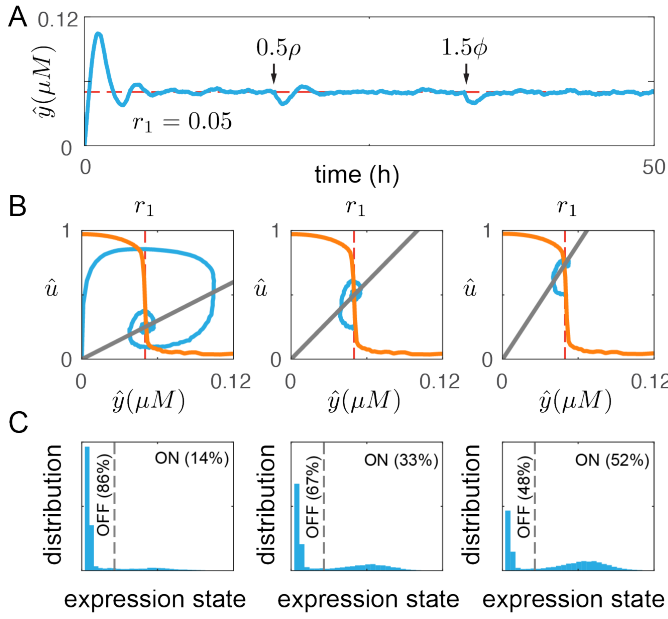 A
0.12
ŷ(μM)
0
0.5ρ
1.5ϕ
r₁ = 0.05
0
time (h)
50
B
r₁
r₁
r₁
1
û
0
0
0.12
ŷ(μM)
1
û
0
0
0.12
ŷ(μM)
1
û
0
0
0.12
ŷ(μM)
C
distribution
OFF (86%)
ON (14%)
expression state
distribution
OFF (67%)
ON (33%)
expression state
distribution
OFF (48%)
ON (52%)
expression state